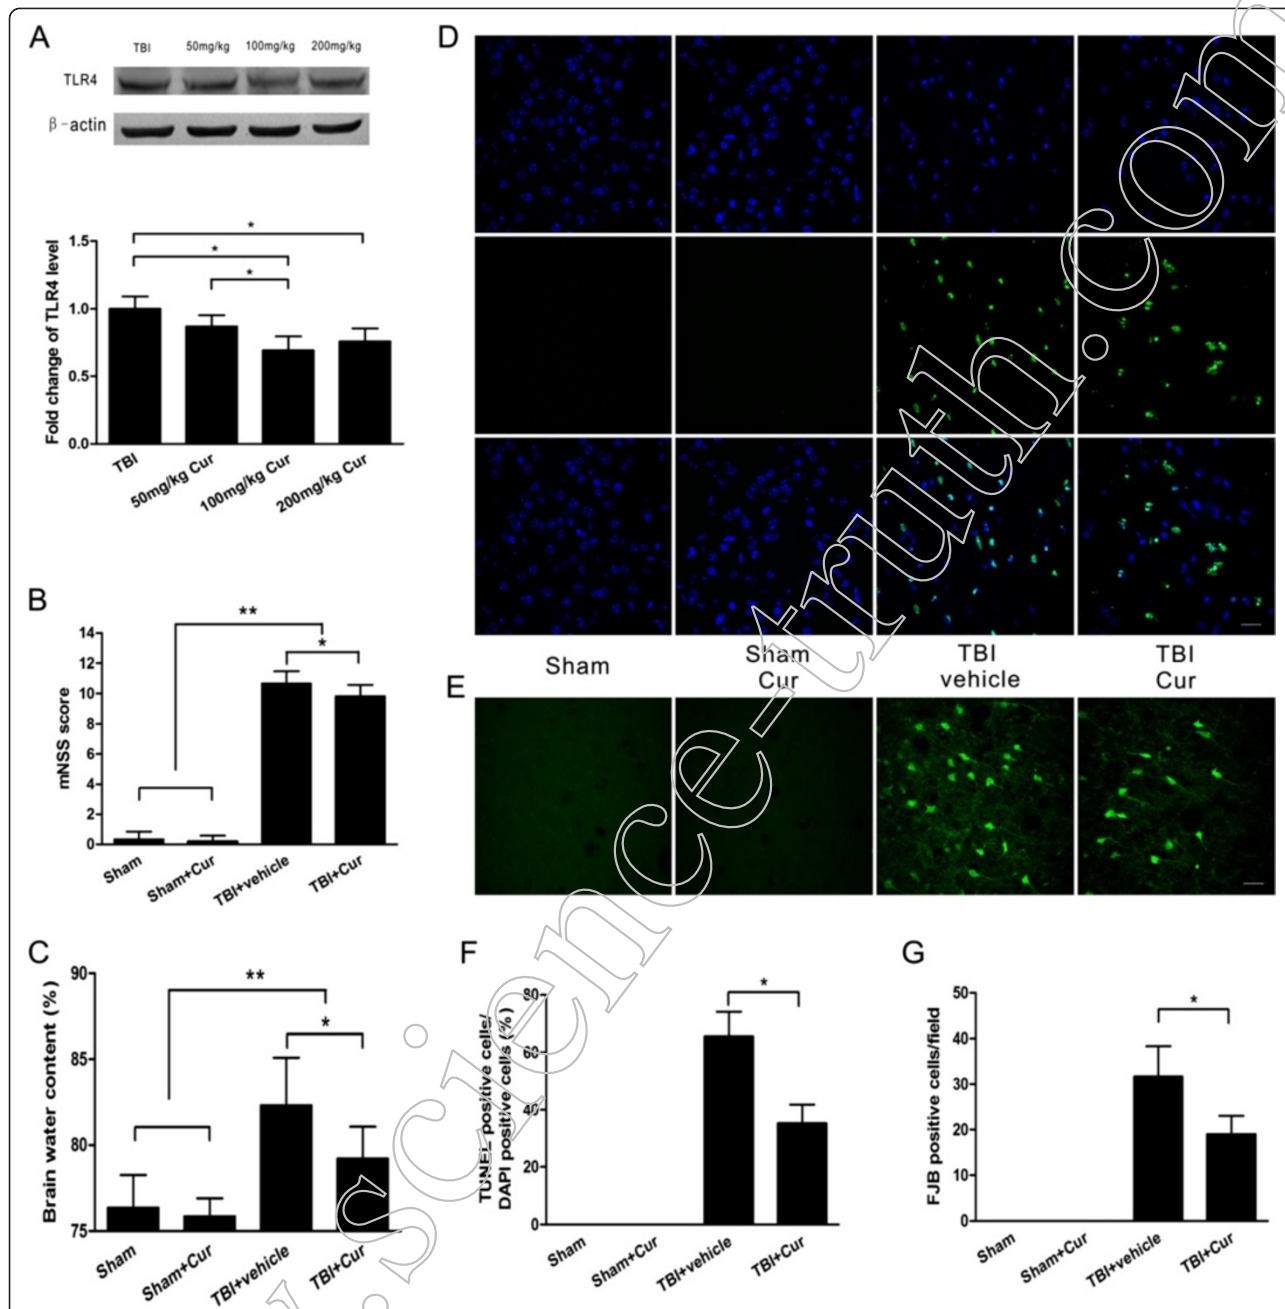 A
TBI 50mg/kg 100mg/kg 200mg/kg
TLR4
β-actin
*
*
*
Fold change of TLR4 level
1.5
1.0
0.5
0.0
TBI
50mg/kg Cur
100mg/kg Cur
200mg/kg Cur
B
**
*
mNSS score
14
12
10
8
6
4
2
0
Sham
Sham+Cur
TBI+vehicle
TBI+Cur
C
**
*
Brain water content (%)
90
85
80
75
Sham
Sham+Cur
TBI+vehicle
TBI+Cur
D
Sham
Sham
Cur
TBI
vehicle
TBI
Cur
E
F
*
TUNEL positive cells/
DAPI positive cells (%)
80
60
40
20
0
Sham
Sham+Cur
TBI+vehicle
TBI+Cur
G
*
FJB positive cells/field
50
40
30
20
10
0
Sham
Sham+Cur
TBI+vehicle
TBI+Cur
.science-truth.com